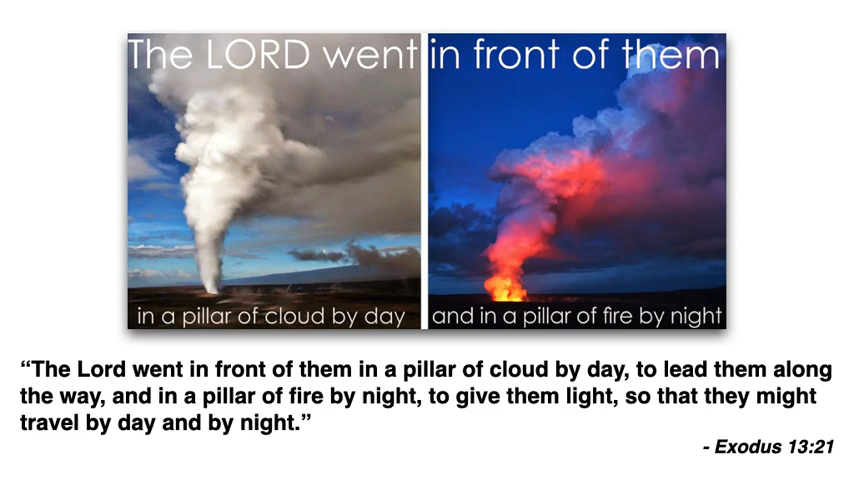 The LORD went in front of them
in a pillar of cloud by day and in a pillar of fire by night
“The Lord went in front of them in a pillar of cloud by day, to lead them along
the way, and in a pillar of fire by night, to give them light, so that they might
travel by day and by night.”
- Exodus 13:21